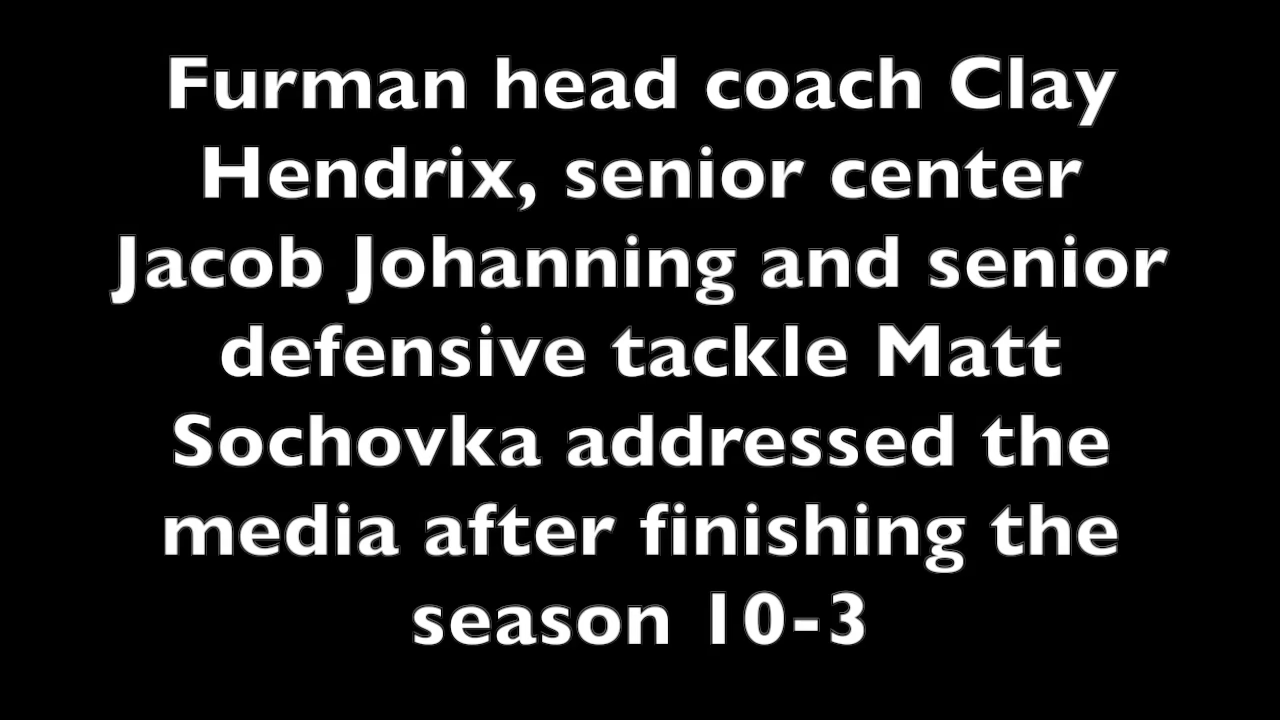 Furman head coach Clay
Hendrix, senior center
Jacob Johanning and senior
defensive tackle Matt
Sochovka addressed the
media after finishing the
season 10-3